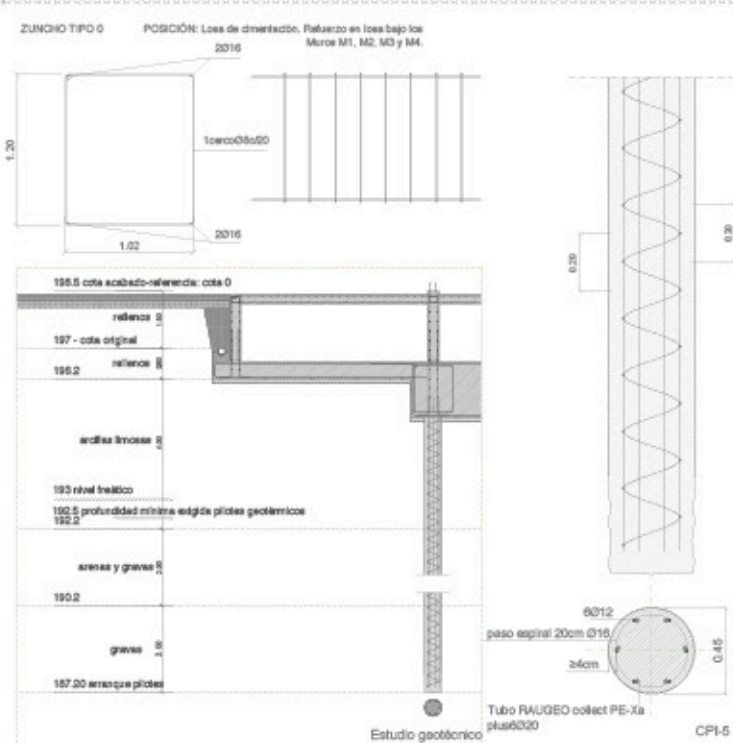 ZUNCHO TIPO 0
POSICIÓN: Losa de cimentación. Refuerzo en losa bajo los
Muros M1, M2, M3 y M4.
2Ø16
1.20
1cercoØ8c/20
2Ø16
1.02
0.20
0.20
198.5 cota acabado-referencia: cota 0
rellenos
197 - cota original
rellenos
196.2
arcillas limosas
193 nivel freático
192.5 profundidad mínima exigida pilotes geotérmicos
192.2
arenas y gravas
190.2
gravas
187.20 arranque pilotes
Estudio geotécnico
6Ø12
paso espiral 20cm Ø16
≥4cm
0.45
Tubo RAUGEO collect PE-Xa
plus6Ø20
CPI-5